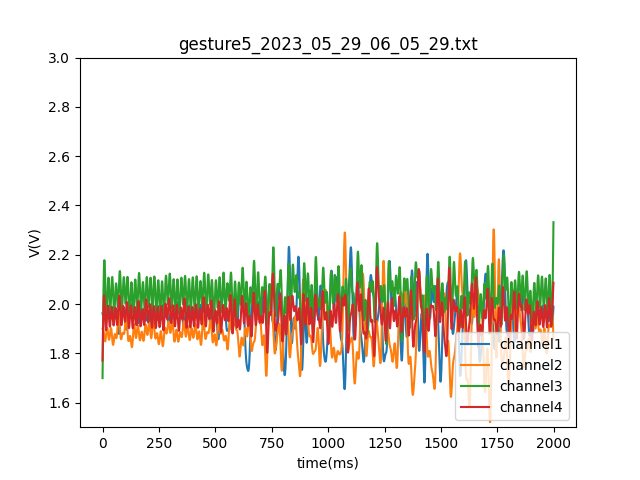 gesture5_2023_05_29_06_05_29.txt
3.0
2.8
2.6
2.4
2.2
2.0
1.8
1.6
V(V)
channel1
channel2
channel3
channel4
0 250 500 750 1000 1250 1500 1750 2000
time(ms)